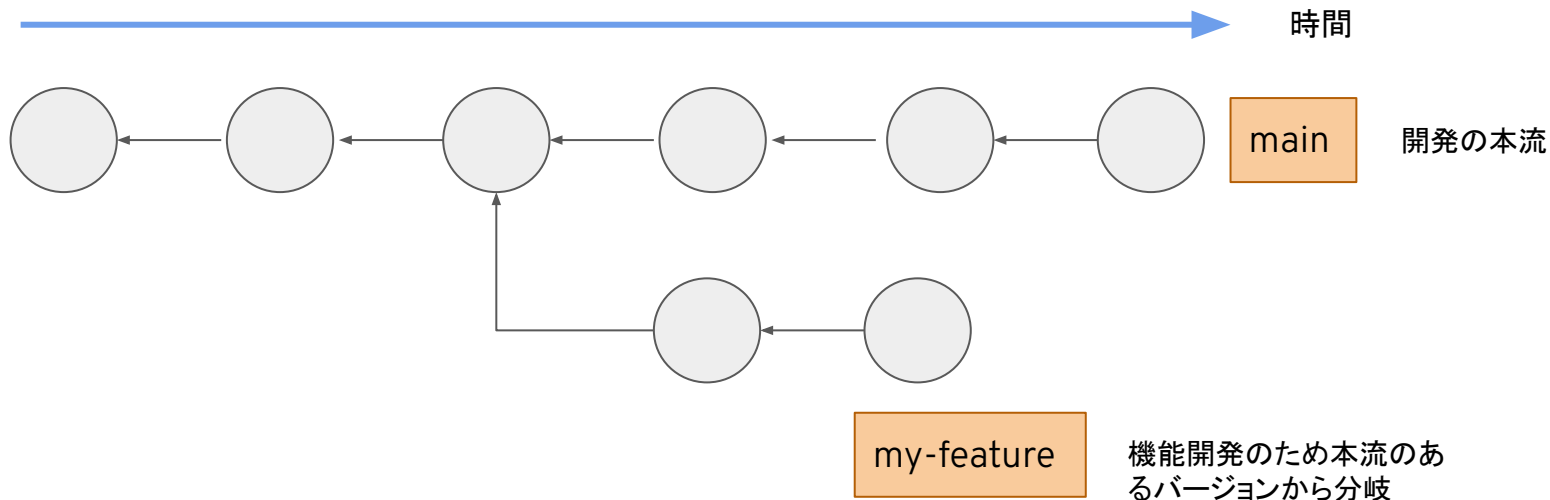 時間
main
開発の本流
my-feature
機能開発のため本流のあ
るバージョンから分岐